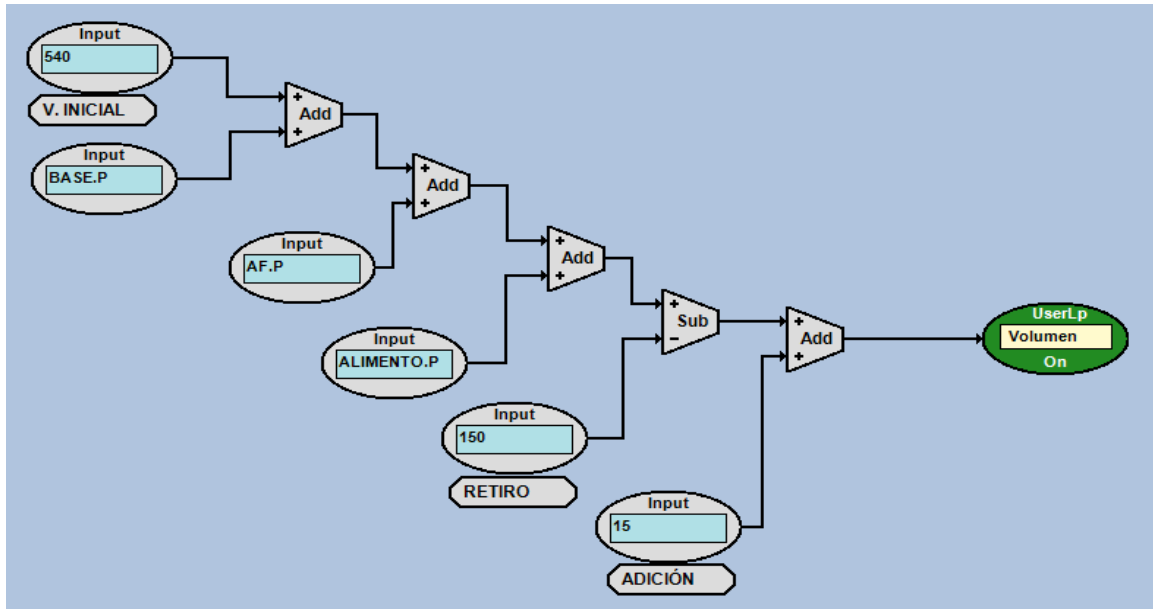 Input
540
V. INICIAL
+
Add
+
Input
BASE.P
+
Add
+
Input
AF.P
+
Add
+
Input
ALIMENTO.P
+
Sub
−
+
Add
+
UserLp
Volumen
On
Input
150
RETIRO
Input
15
ADICIÓN